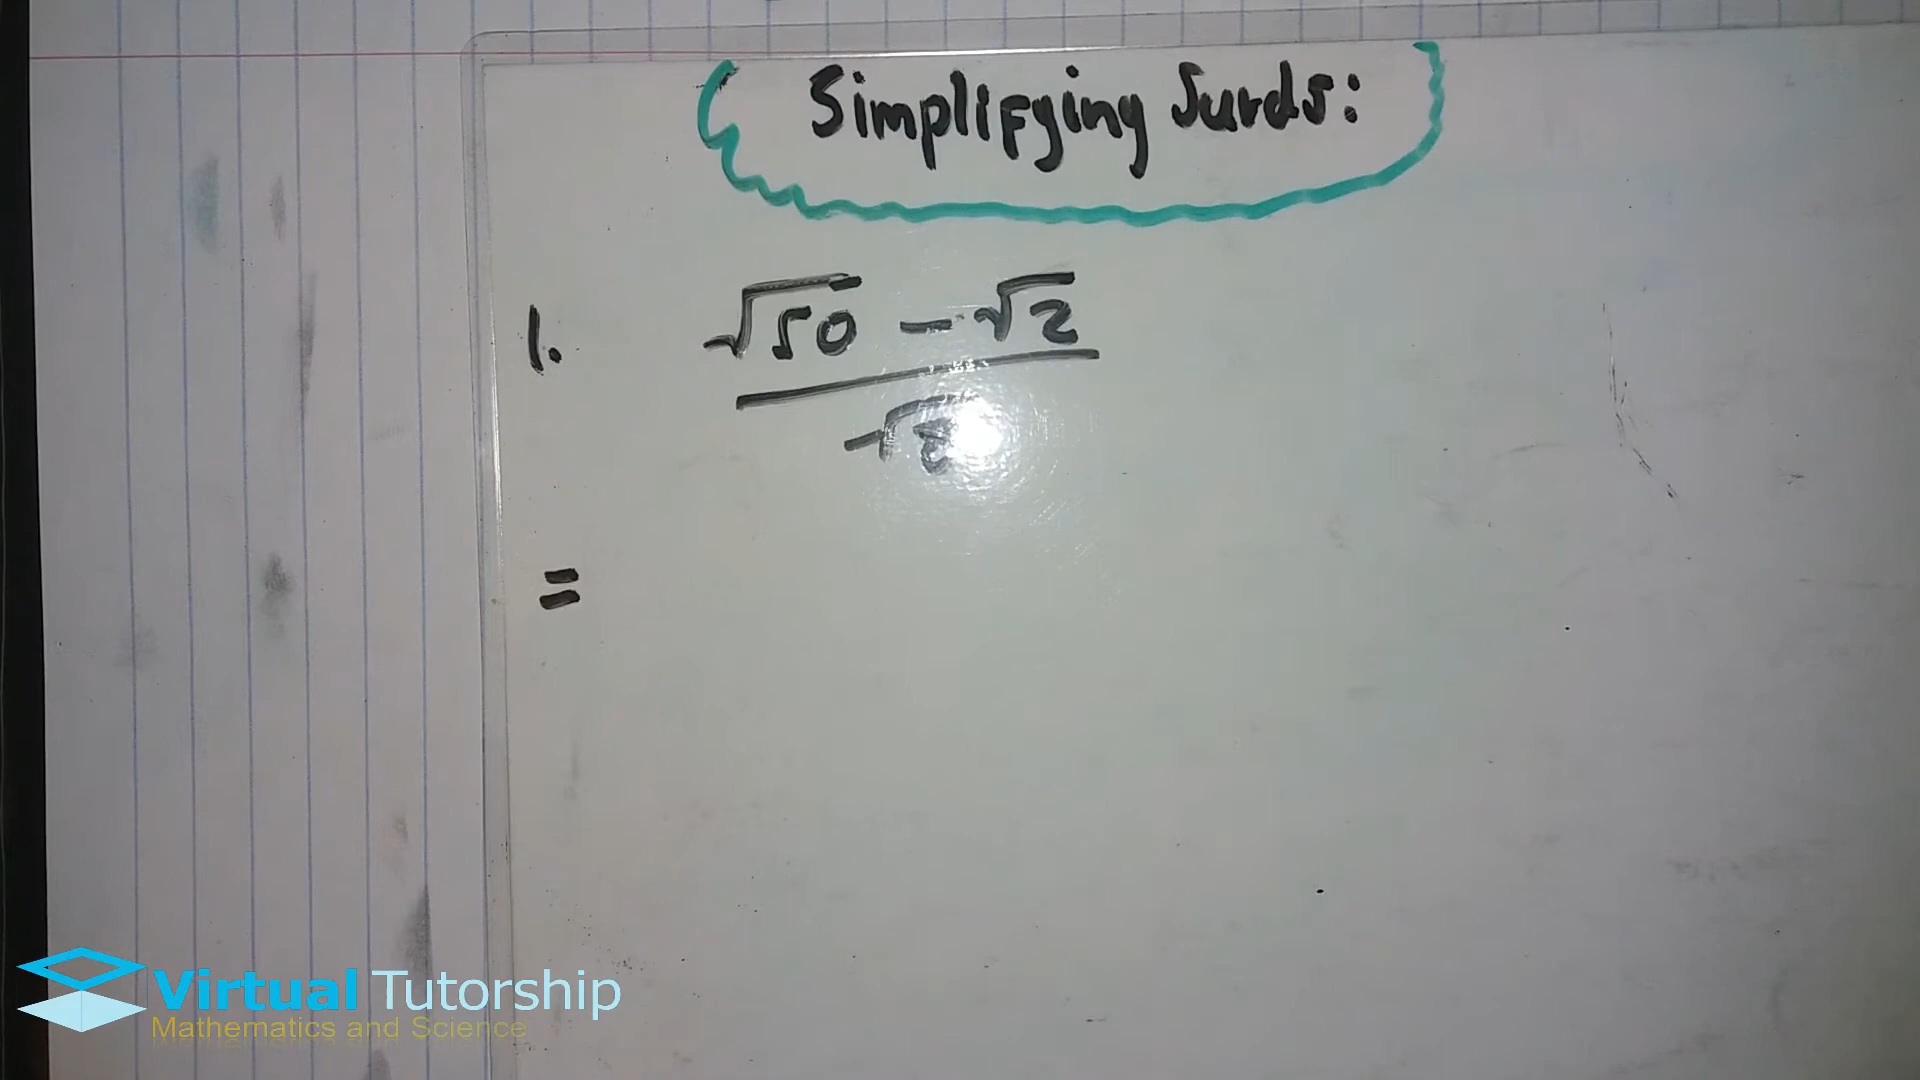 Simplifying Surds:
1. √50 - √2
√8
=
Virtual Tutorship
Mathematics and Science